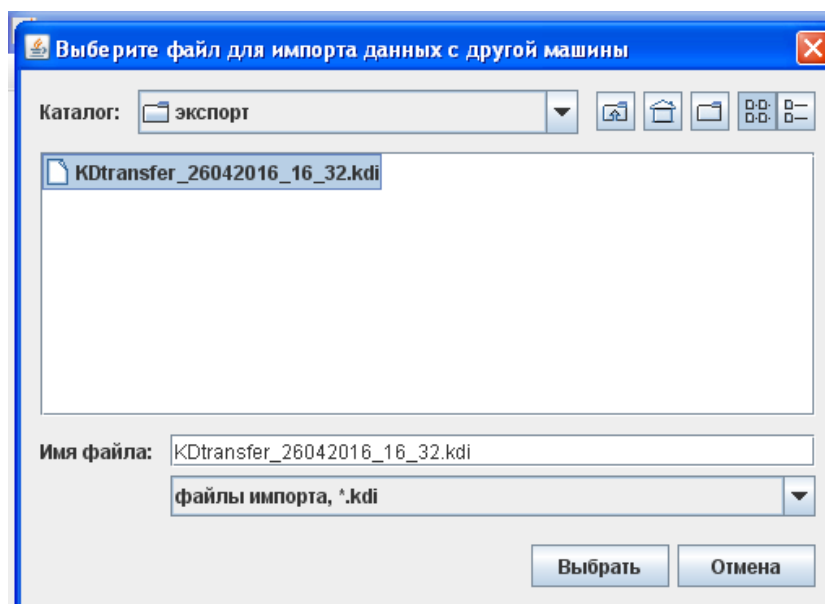 Выберите файл для импорта данных с другой машины
Каталог: экспорт
KDtransfer_26042016_16_32.kdi
Имя файла: KDtransfer_26042016_16_32.kdi
файлы импорта, *.kdi
Выбрать Отмена